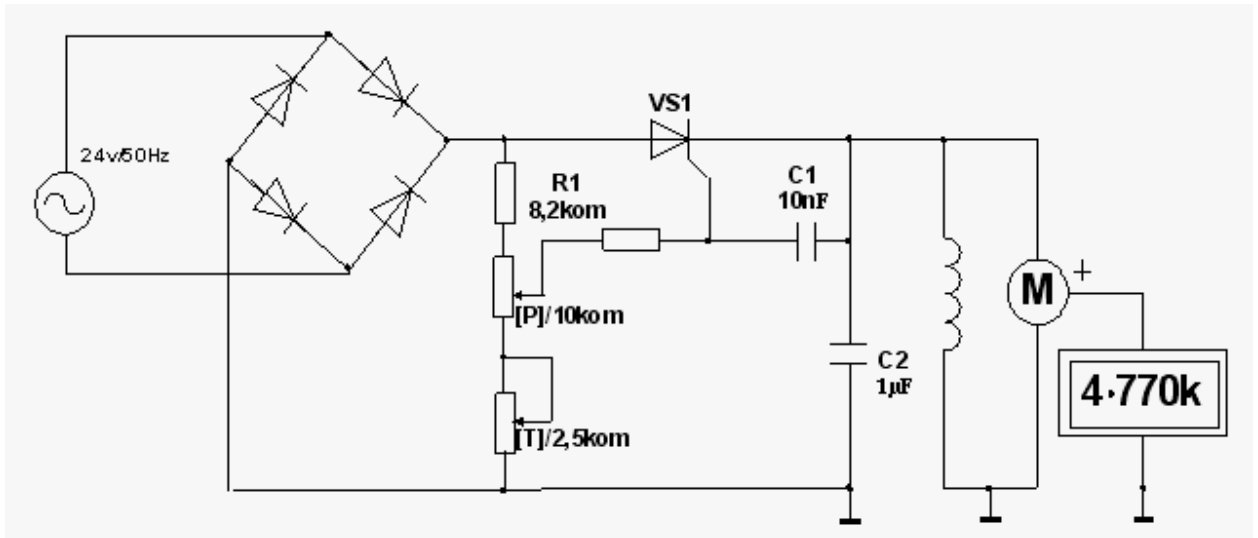 24v/50Hz
VS1
R1
8,2kom
C1
10nF
[P]/10kom
M
+
C2
1µF
4.770k
[T]/2,5kom